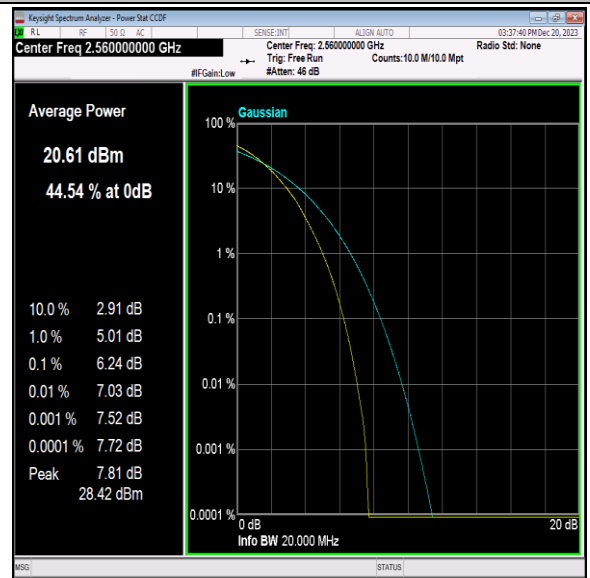 Keysight Spectrum Analyzer - Power Stat CCDF
RL RF 50 Ω AC SENSE:INT ALIGN AUTO 03:37:40 PM Dec 20, 2023
Center Freq 2.560000000 GHz
Center Freq: 2.560000000 GHz Radio Std: None
Trig: Free Run Counts:10.0 M/10.0 Mpt
#IFGain:Low #Atten: 46 dB
Average Power
20.61 dBm
44.54 % at 0dB
10.0 % 2.91 dB
1.0 % 5.01 dB
0.1 % 6.24 dB
0.01 % 7.03 dB
0.001 % 7.52 dB
0.0001 % 7.72 dB
Peak 7.81 dB
28.42 dBm
Gaussian
100 %
10 %
1 %
0.1 %
0.01 %
0.001 %
0.0001 %
0 dB 20 dB
Info BW 20.000 MHz
MSG STATUS